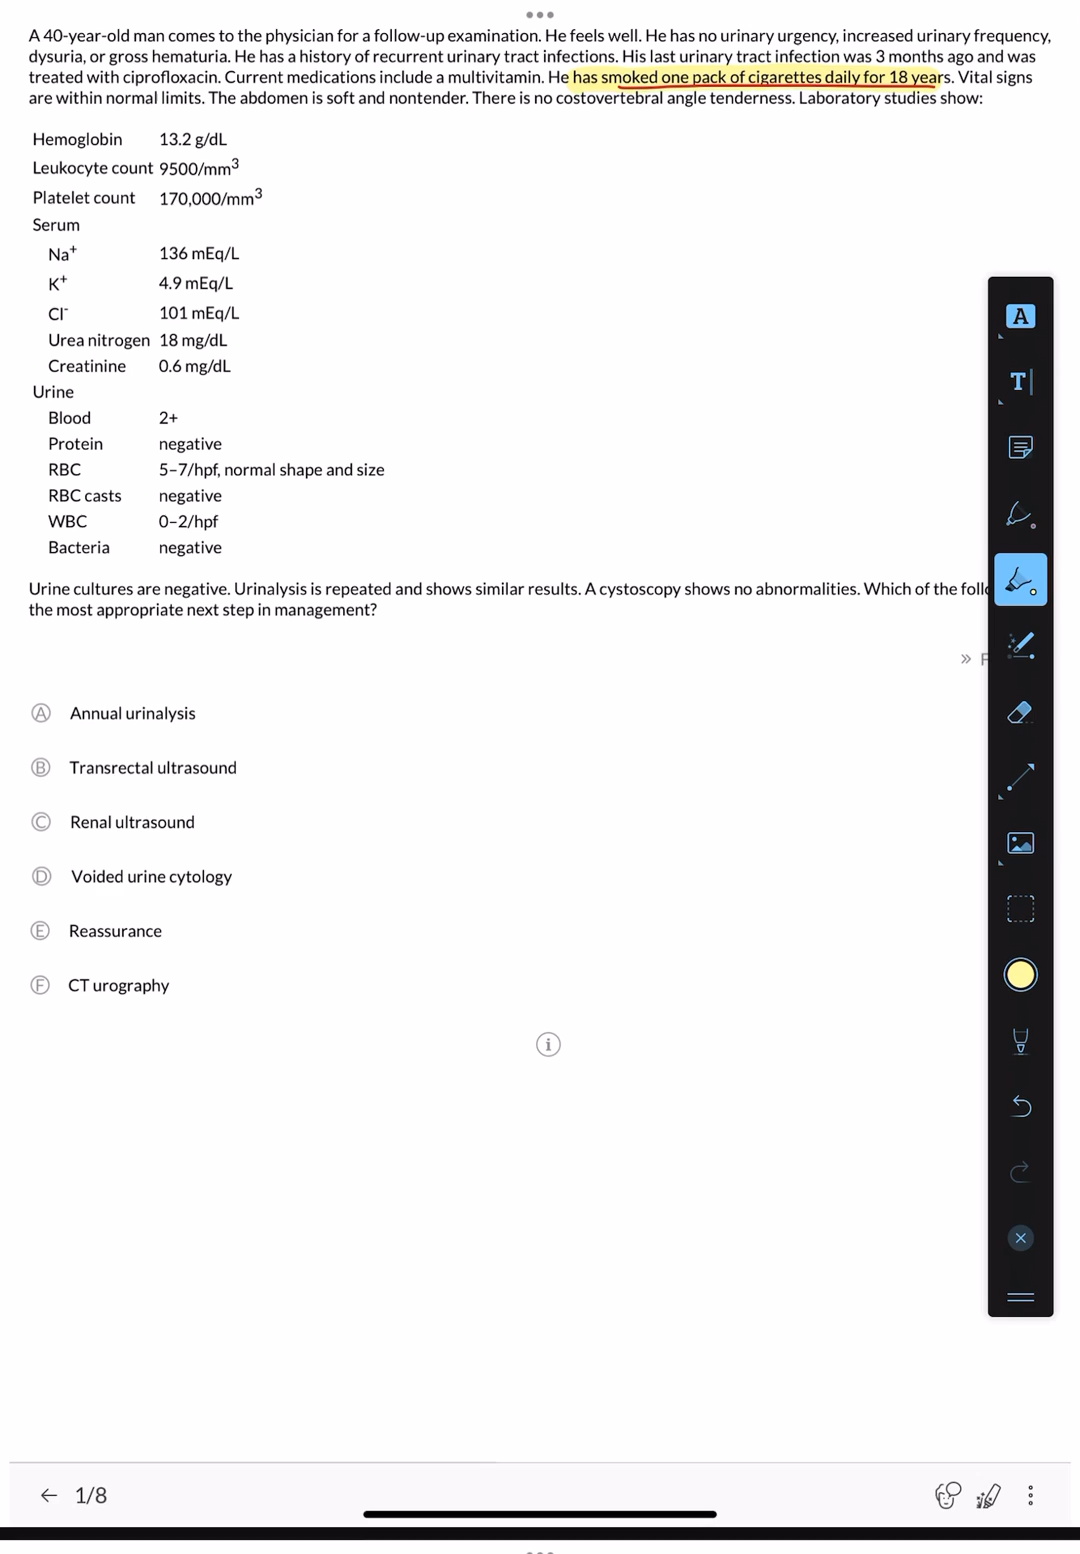 A 40-year-old man comes to the physician for a follow-up examination. He feels well. He has no urinary urgency, increased urinary frequency,
dysuria, or gross hematuria. He has a history of recurrent urinary tract infections. His last urinary tract infection was 3 months ago and was
treated with ciprofloxacin. Current medications include a multivitamin. He has smoked one pack of cigarettes daily for 18 years. Vital signs
are within normal limits. The abdomen is soft and nontender. There is no costovertebral angle tenderness. Laboratory studies show:
Hemoglobin 13.2 g/dL
Leukocyte count 9500/mm³
Platelet count 170,000/mm³
Serum
Na⁺ 136 mEq/L
K⁺ 4.9 mEq/L
Cl⁻ 101 mEq/L
Urea nitrogen 18 mg/dL
Creatinine 0.6 mg/dL
Urine
Blood 2+
Protein negative
RBC 5–7/hpf, normal shape and size
RBC casts negative
WBC 0–2/hpf
Bacteria negative
Urine cultures are negative. Urinalysis is repeated and shows similar results. A cystoscopy shows no abnormalities. Which of the
the most appropriate next step in management?
A Annual urinalysis
B Transrectal ultrasound
C Renal ultrasound
D Voided urine cytology
E Reassurance
F CT urography
i
A
T
← 1/8